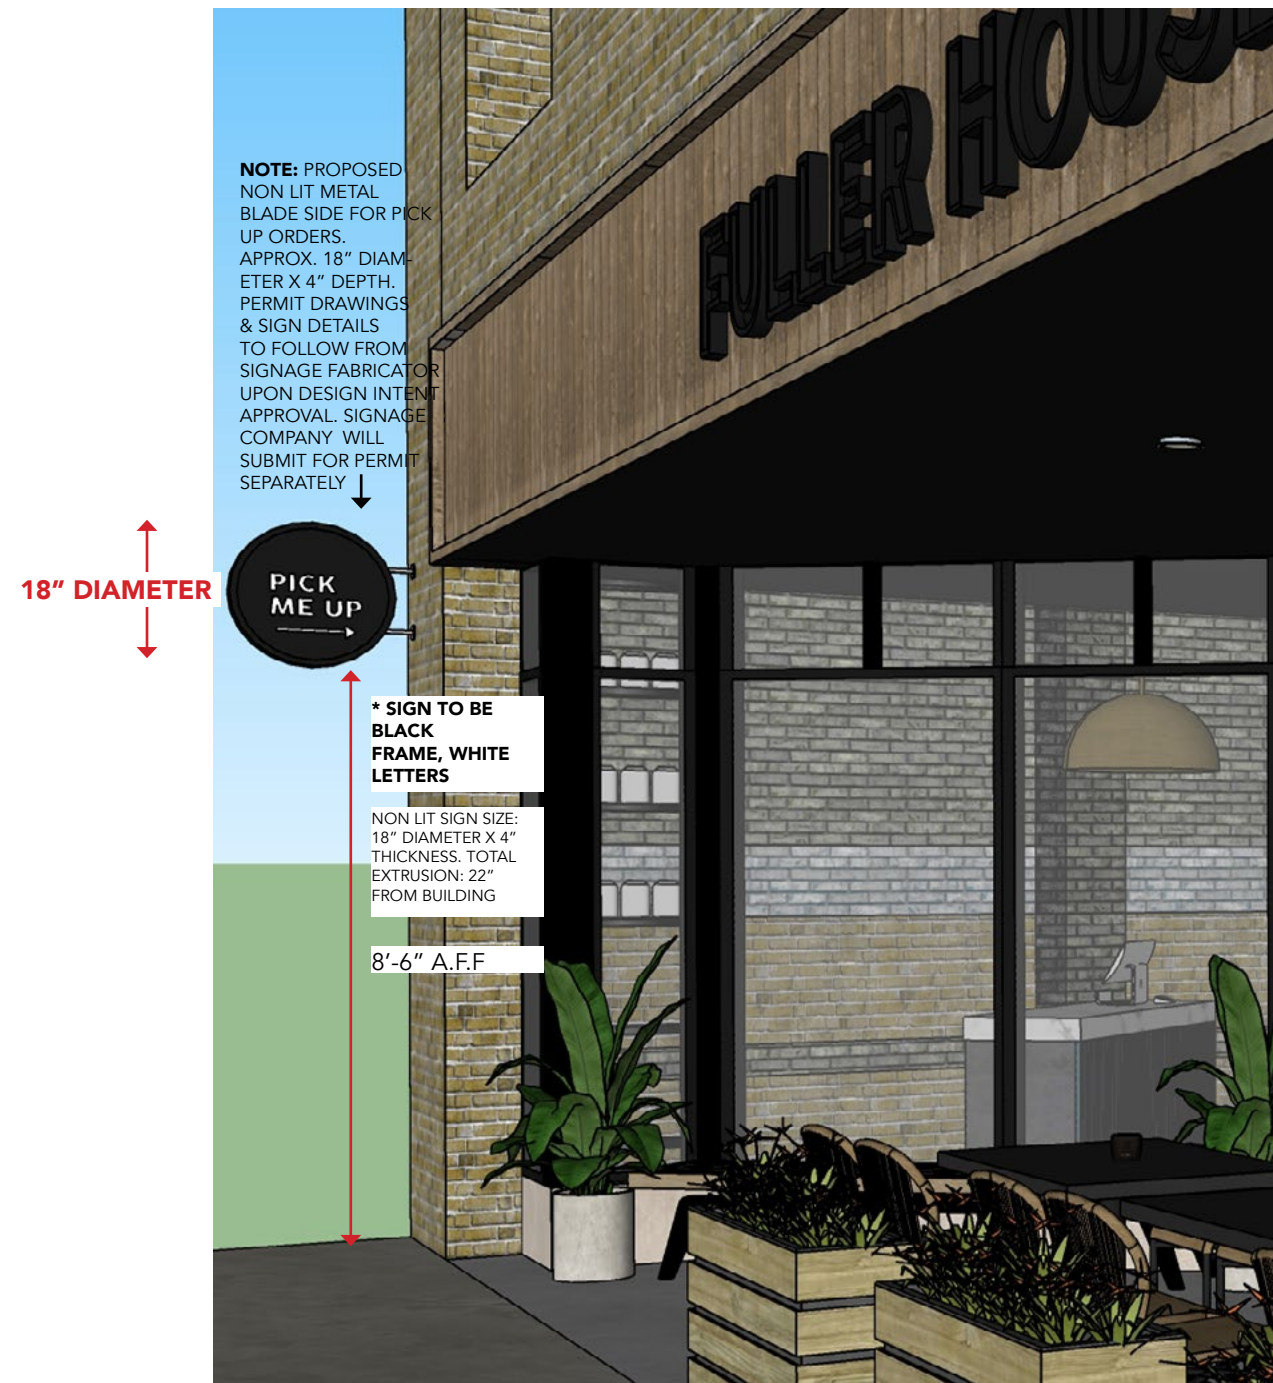 FULLER HOUSE
NOTE: PROPOSED
NON LIT METAL
BLADE SIDE FOR PICK
UP ORDERS.
APPROX. 18” DIAM-
ETER X 4” DEPTH.
PERMIT DRAWINGS
& SIGN DETAILS
TO FOLLOW FROM
SIGNAGE FABRICATOR
UPON DESIGN INTENT
APPROVAL. SIGNAGE
COMPANY WILL
SUBMIT FOR PERMIT
SEPARATELY
18” DIAMETER
PICK
ME UP
* SIGN TO BE
BLACK
FRAME, WHITE
LETTERS
NON LIT SIGN SIZE:
18” DIAMETER X 4”
THICKNESS. TOTAL
EXTRUSION: 22”
FROM BUILDING
8’-6” A.F.F